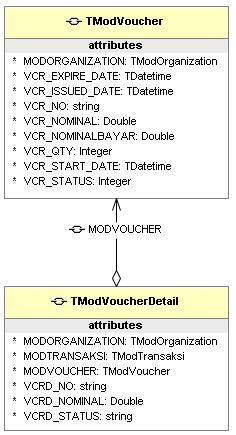 TModVoucher
attributes
* MODORGANIZATION: TModOrganization
* VCR_EXPIRE_DATE: TDatetime
* VCR_ISSUED_DATE: TDatetime
* VCR_NO: string
* VCR_NOMINAL: Double
* VCR_NOMINALBAYAR: Double
* VCR_QTY: Integer
* VCR_START_DATE: TDatetime
* VCR_STATUS: Integer
MODVOUCHER
TModVoucherDetail
attributes
* MODORGANIZATION: TModOrganization
* MODTRANSAKSI: TModTransaksi
* MODVOUCHER: TModVoucher
* VCRD_NO: string
* VCRD_NOMINAL: Double
* VCRD_STATUS: string